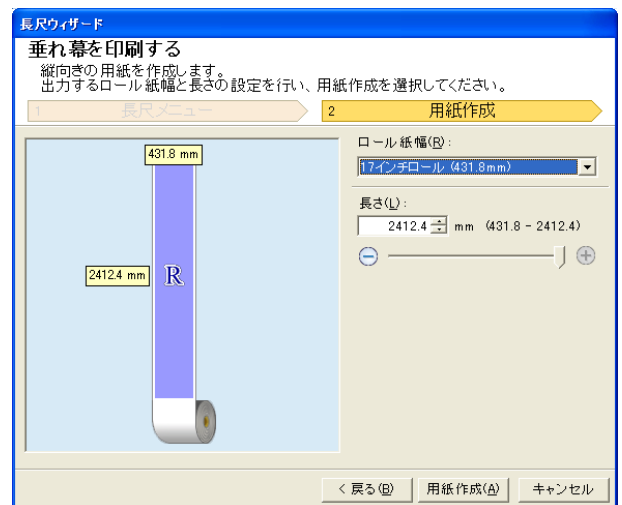 長尺ウィザード
垂れ幕を印刷する
縦向きの用紙を作成します。
出力するロール紙幅と長さの設定を行い、用紙作成を選択してください。
1 長尺メニュー 2 用紙作成
431.8 mm
2412.4 mm
R
ロール紙幅(R):
17インチロール (431.8mm)
長さ(L):
2412.4 mm (431.8 - 2412.4)
< 戻る(B) 用紙作成(A) キャンセル